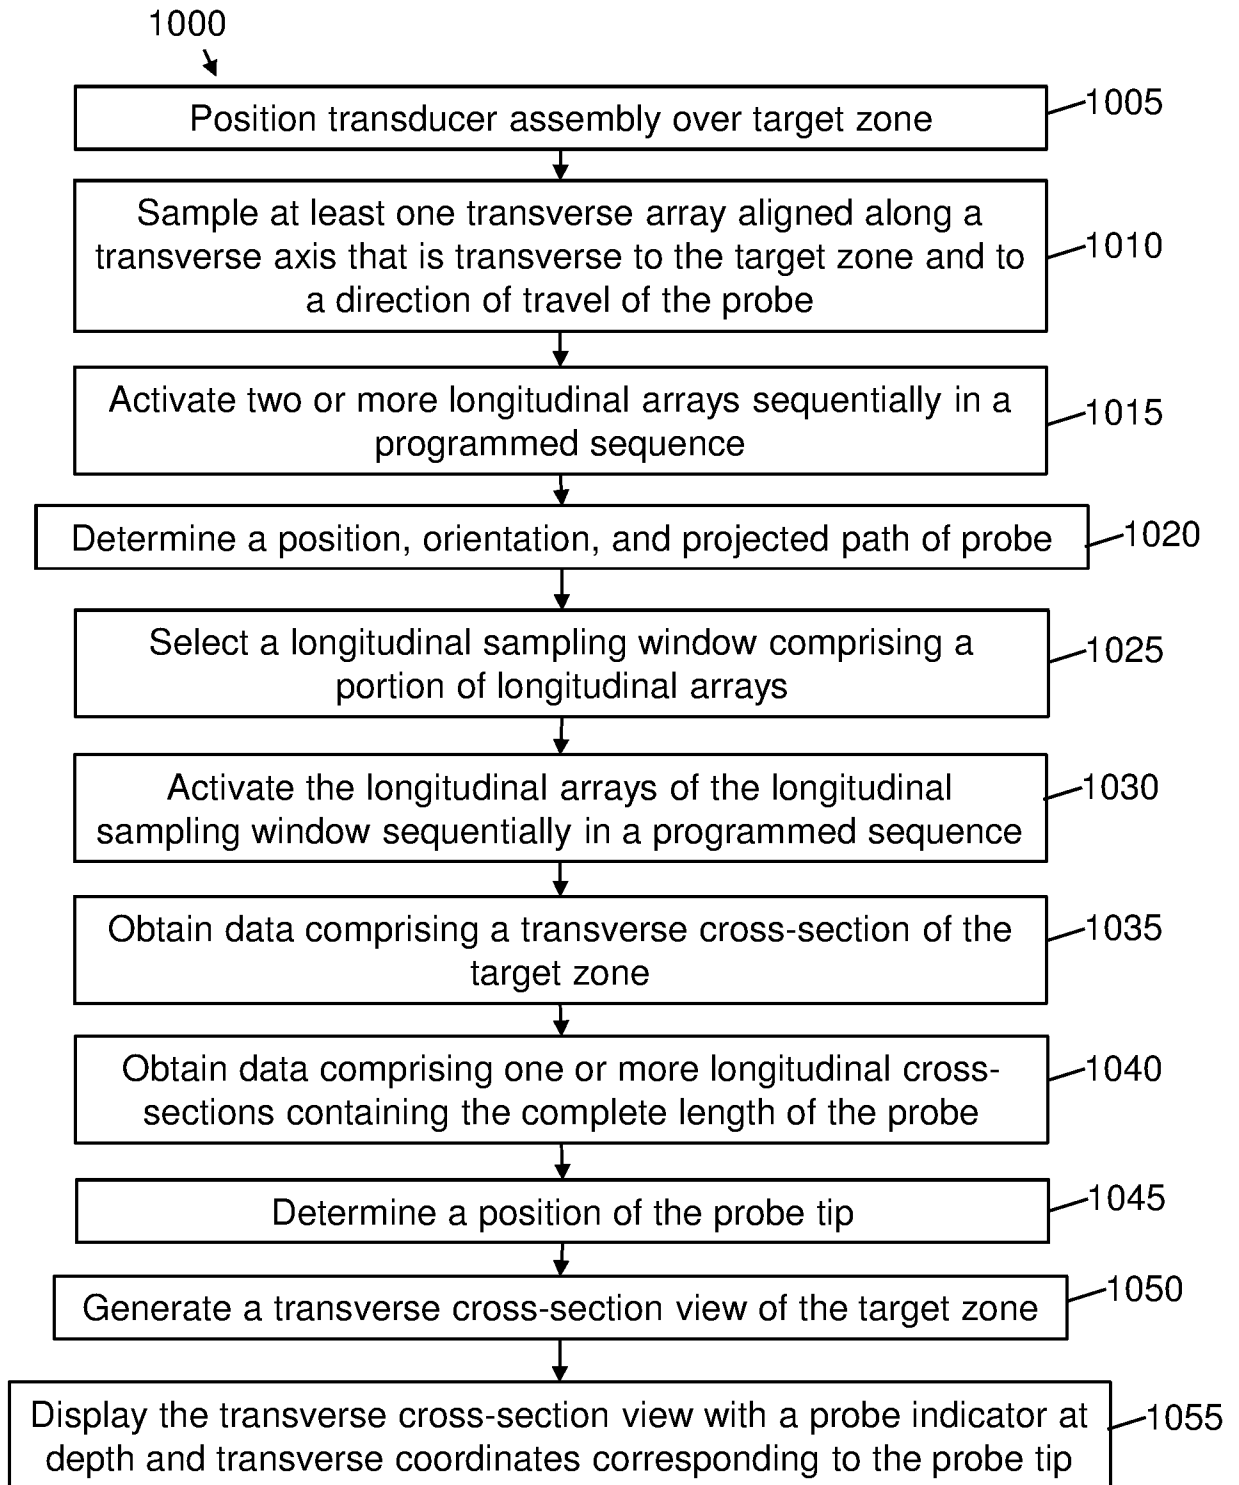 1000
Position transducer assembly over target zone
1005
Sample at least one transverse array aligned along a
transverse axis that is transverse to the target zone and to
a direction of travel of the probe
1010
Activate two or more longitudinal arrays sequentially in a
programmed sequence
1015
Determine a position, orientation, and projected path of probe
1020
Select a longitudinal sampling window comprising a
portion of longitudinal arrays
1025
Activate the longitudinal arrays of the longitudinal
sampling window sequentially in a programmed sequence
1030
Obtain data comprising a transverse cross-section of the
target zone
1035
Obtain data comprising one or more longitudinal cross-
sections containing the complete length of the probe
1040
Determine a position of the probe tip
1045
Generate a transverse cross-section view of the target zone
1050
Display the transverse cross-section view with a probe indicator at
depth and transverse coordinates corresponding to the probe tip
1055